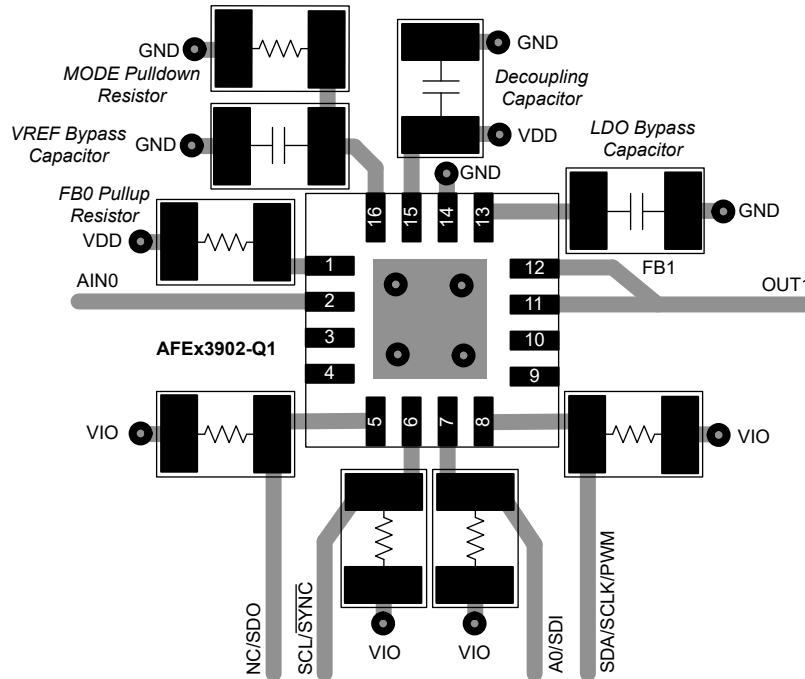 GND
MODE Pulldown
Resistor
GND
Decoupling
Capacitor
VREF Bypass
Capacitor
GND
VDD
LDO Bypass
Capacitor
GND
FB0 Pullup
Resistor
VDD
16
15
14
13
GND
1
12
FB1
AIN0
2
11
OUT1
3
10
AFEx3902-Q1
4
9
VIO
5
6
7
8
VIO
NC/SDO
SCL/SYNC
VIO
VIO
A0/SDI
SDA/SCLK/PWM